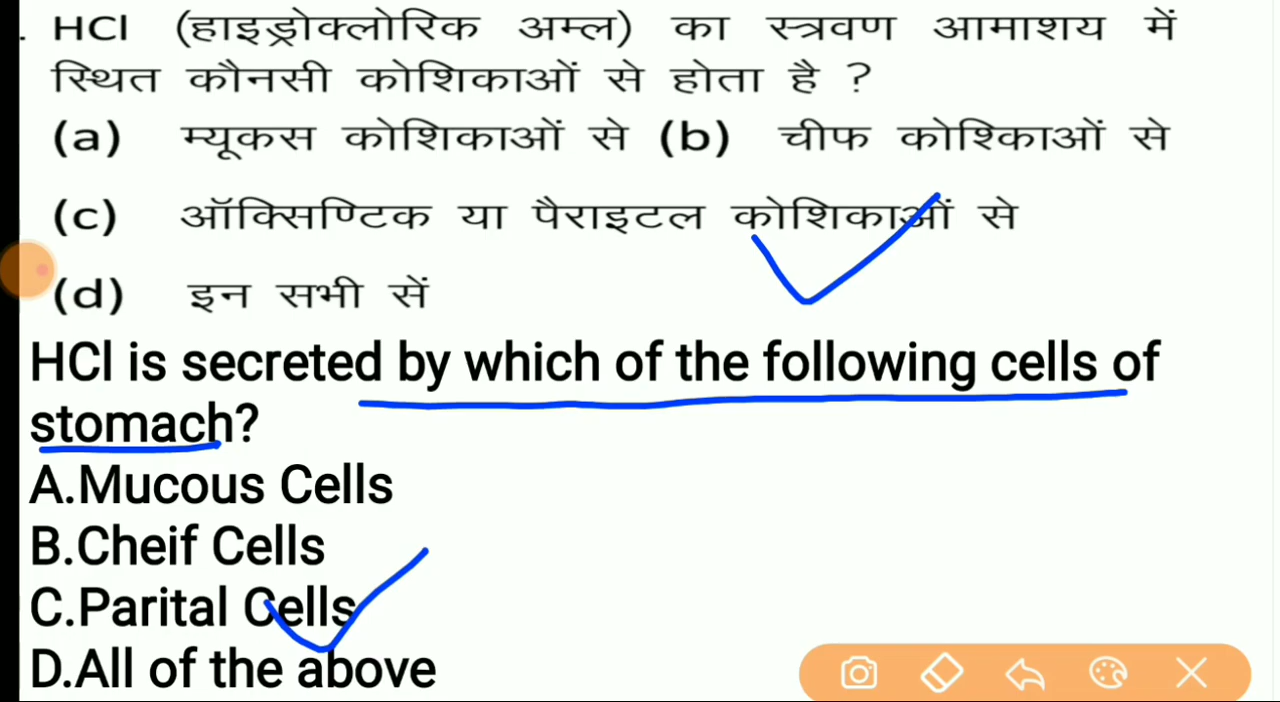 . HCl (हाइड्रोक्लोरिक अम्ल) का स्त्रवण आमाशय में
स्थित कौनसी कोशिकाओं से होता है ?
(a) म्यूकस कोशिकाओं से (b) चीफ कोश्किाओं से
(c) ऑक्सिण्टिक या पैराइटल कोशिकाओं से
(d) इन सभी सें
HCl is secreted by which of the following cells of
stomach?
A.Mucous Cells
B.Cheif Cells
C.Parital Cells
D.All of the above